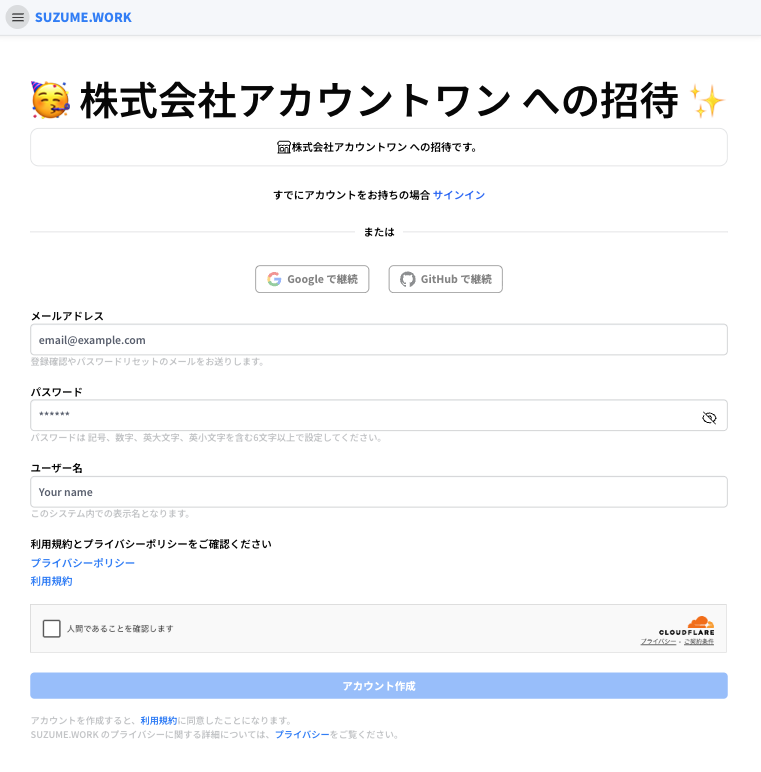 SUZUME.WORK
🥳 株式会社アカウントワン への招待 ✨
株式会社アカウントワン への招待です。
すでにアカウントをお持ちの場合 サインイン
または
Google で継続
GitHub で継続
メールアドレス
email@example.com
登録確認やパスワードリセットのメールをお送りします。
パスワード
******
パスワードは 記号、数字、英大文字、英小文字を含む6文字以上で設定してください。
ユーザー名
Your name
このシステム内での表示名となります。
利用規約とプライバシーポリシーをご確認ください
プライバシーポリシー
利用規約
人間であることを確認します
CLOUDFLARE
プライバシー・ご契約条件
アカウント作成
アカウントを作成すると、利用規約に同意したことになります。
SUZUME.WORK のプライバシーに関する詳細については、プライバシーをご覧ください。